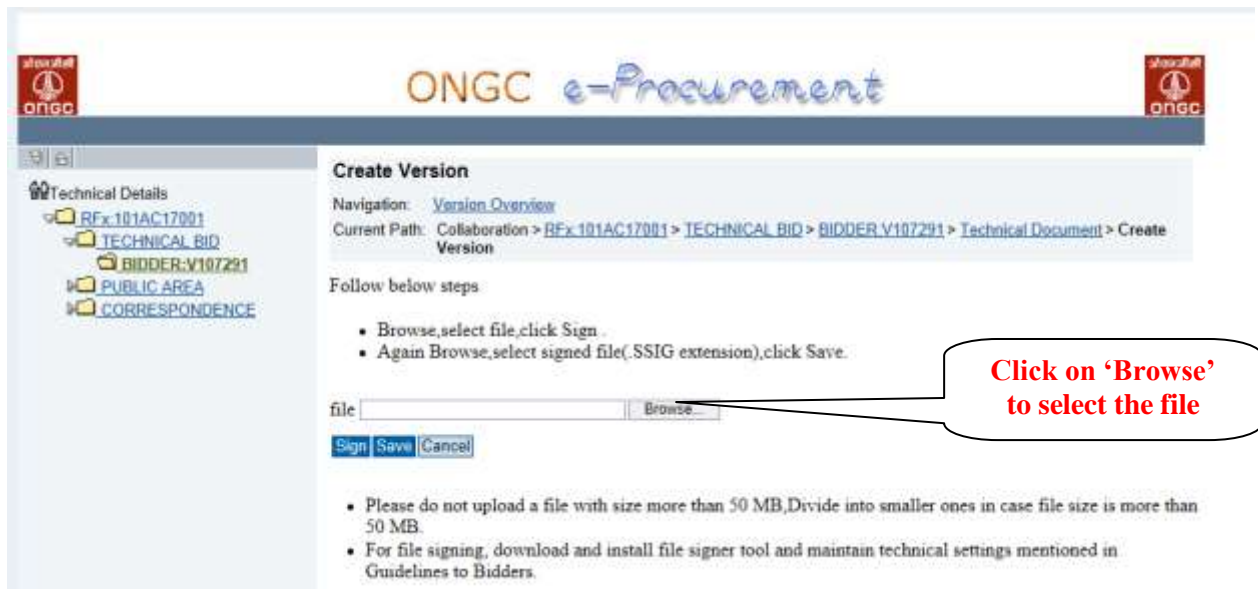 ओएनजीसी
ONGC
ONGC e-Procurement
ओएनजीसी
ONGC
Technical Details
RFx:101AC17001
TECHNICAL BID
BIDDER:V107291
PUBLIC AREA
CORRESPONDENCE
Create Version
Navigation: Version Overview
Current Path: Collaboration > RFx:101AC17001 > TECHNICAL BID > BIDDER:V107291 > Technical Document > Create
Version
Follow below steps
• Browse,select file,click Sign .
• Again Browse,select signed file(.SSIG extension),click Save.
Click on ‘Browse’
to select the file
file Browse...
Sign Save Cancel
• Please do not upload a file with size more than 50 MB,Divide into smaller ones in case file size is more than
50 MB.
• For file signing, download and install file signer tool and maintain technical settings mentioned in
Guidelines to Bidders.